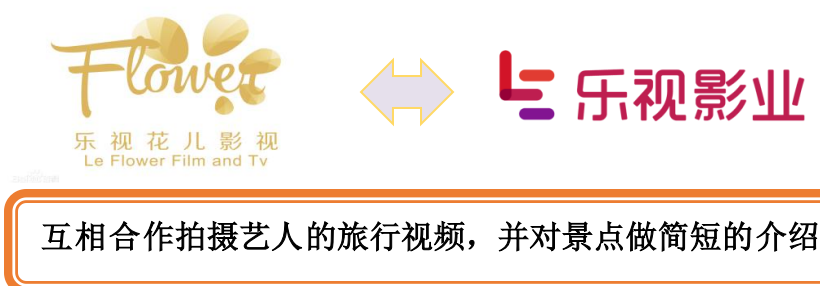 Flower
乐视花儿影视
Le Flower Film and Tv
乐视影业
互相合作拍摄艺人的旅行视频，并对景点做简短的介绍